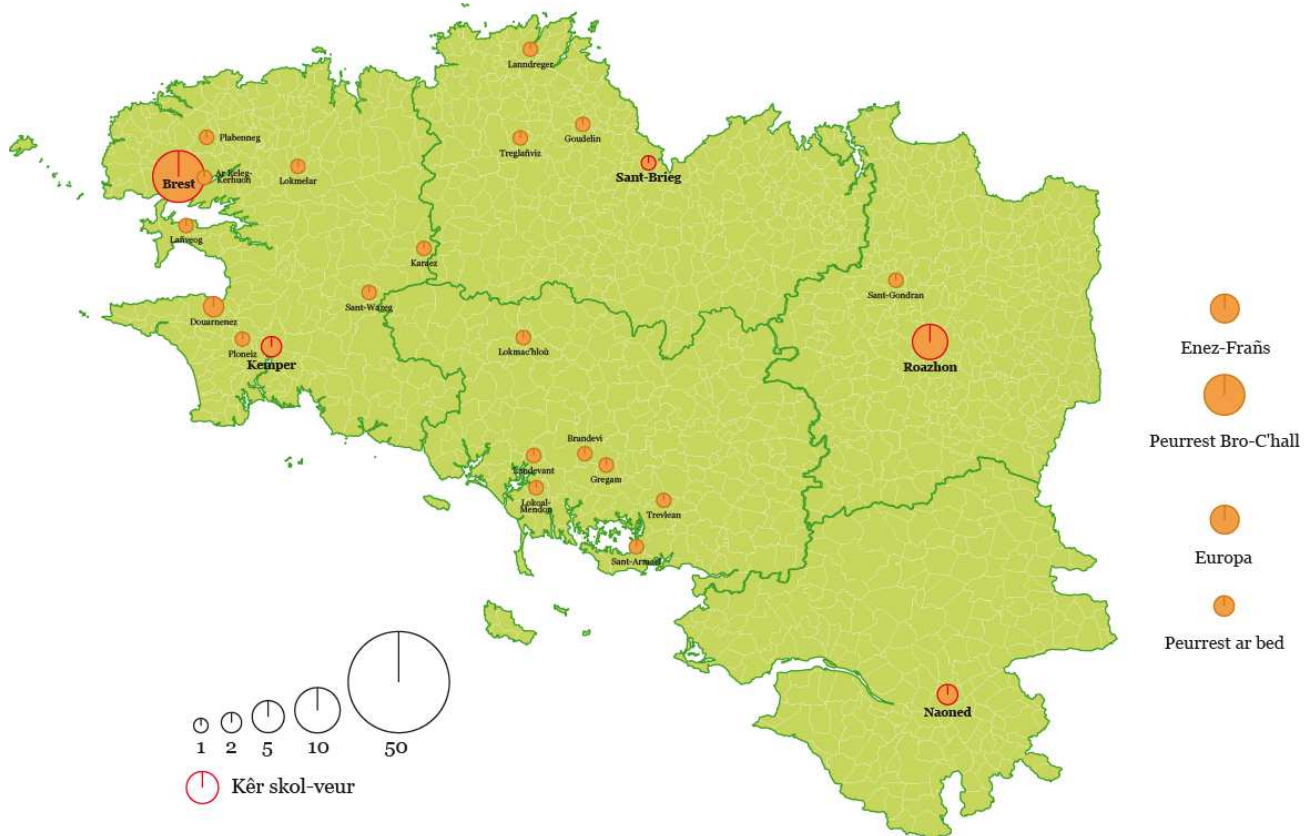 Lanndreger
Goudelin
Treglañviz
Sant-Brieg
Plabenneg
Ar Releg-
Kerhuon
Brest
Lokmelar
Lañveog
Karaez
Sant-Wazeg
Douarnenez
Ploneiz
Kemper
Lokmac'hloù
Sant-Gondran
Roazhon
Brandevi
Landevant
Gregam
Lokoal-
Mendon
Trevlean
Sant-Armael
Naoned
Enez-Frañs
Peurrest Bro-C'hall
Europa
Peurrest ar bed
1 2 5 10 50
Kêr skol-veur